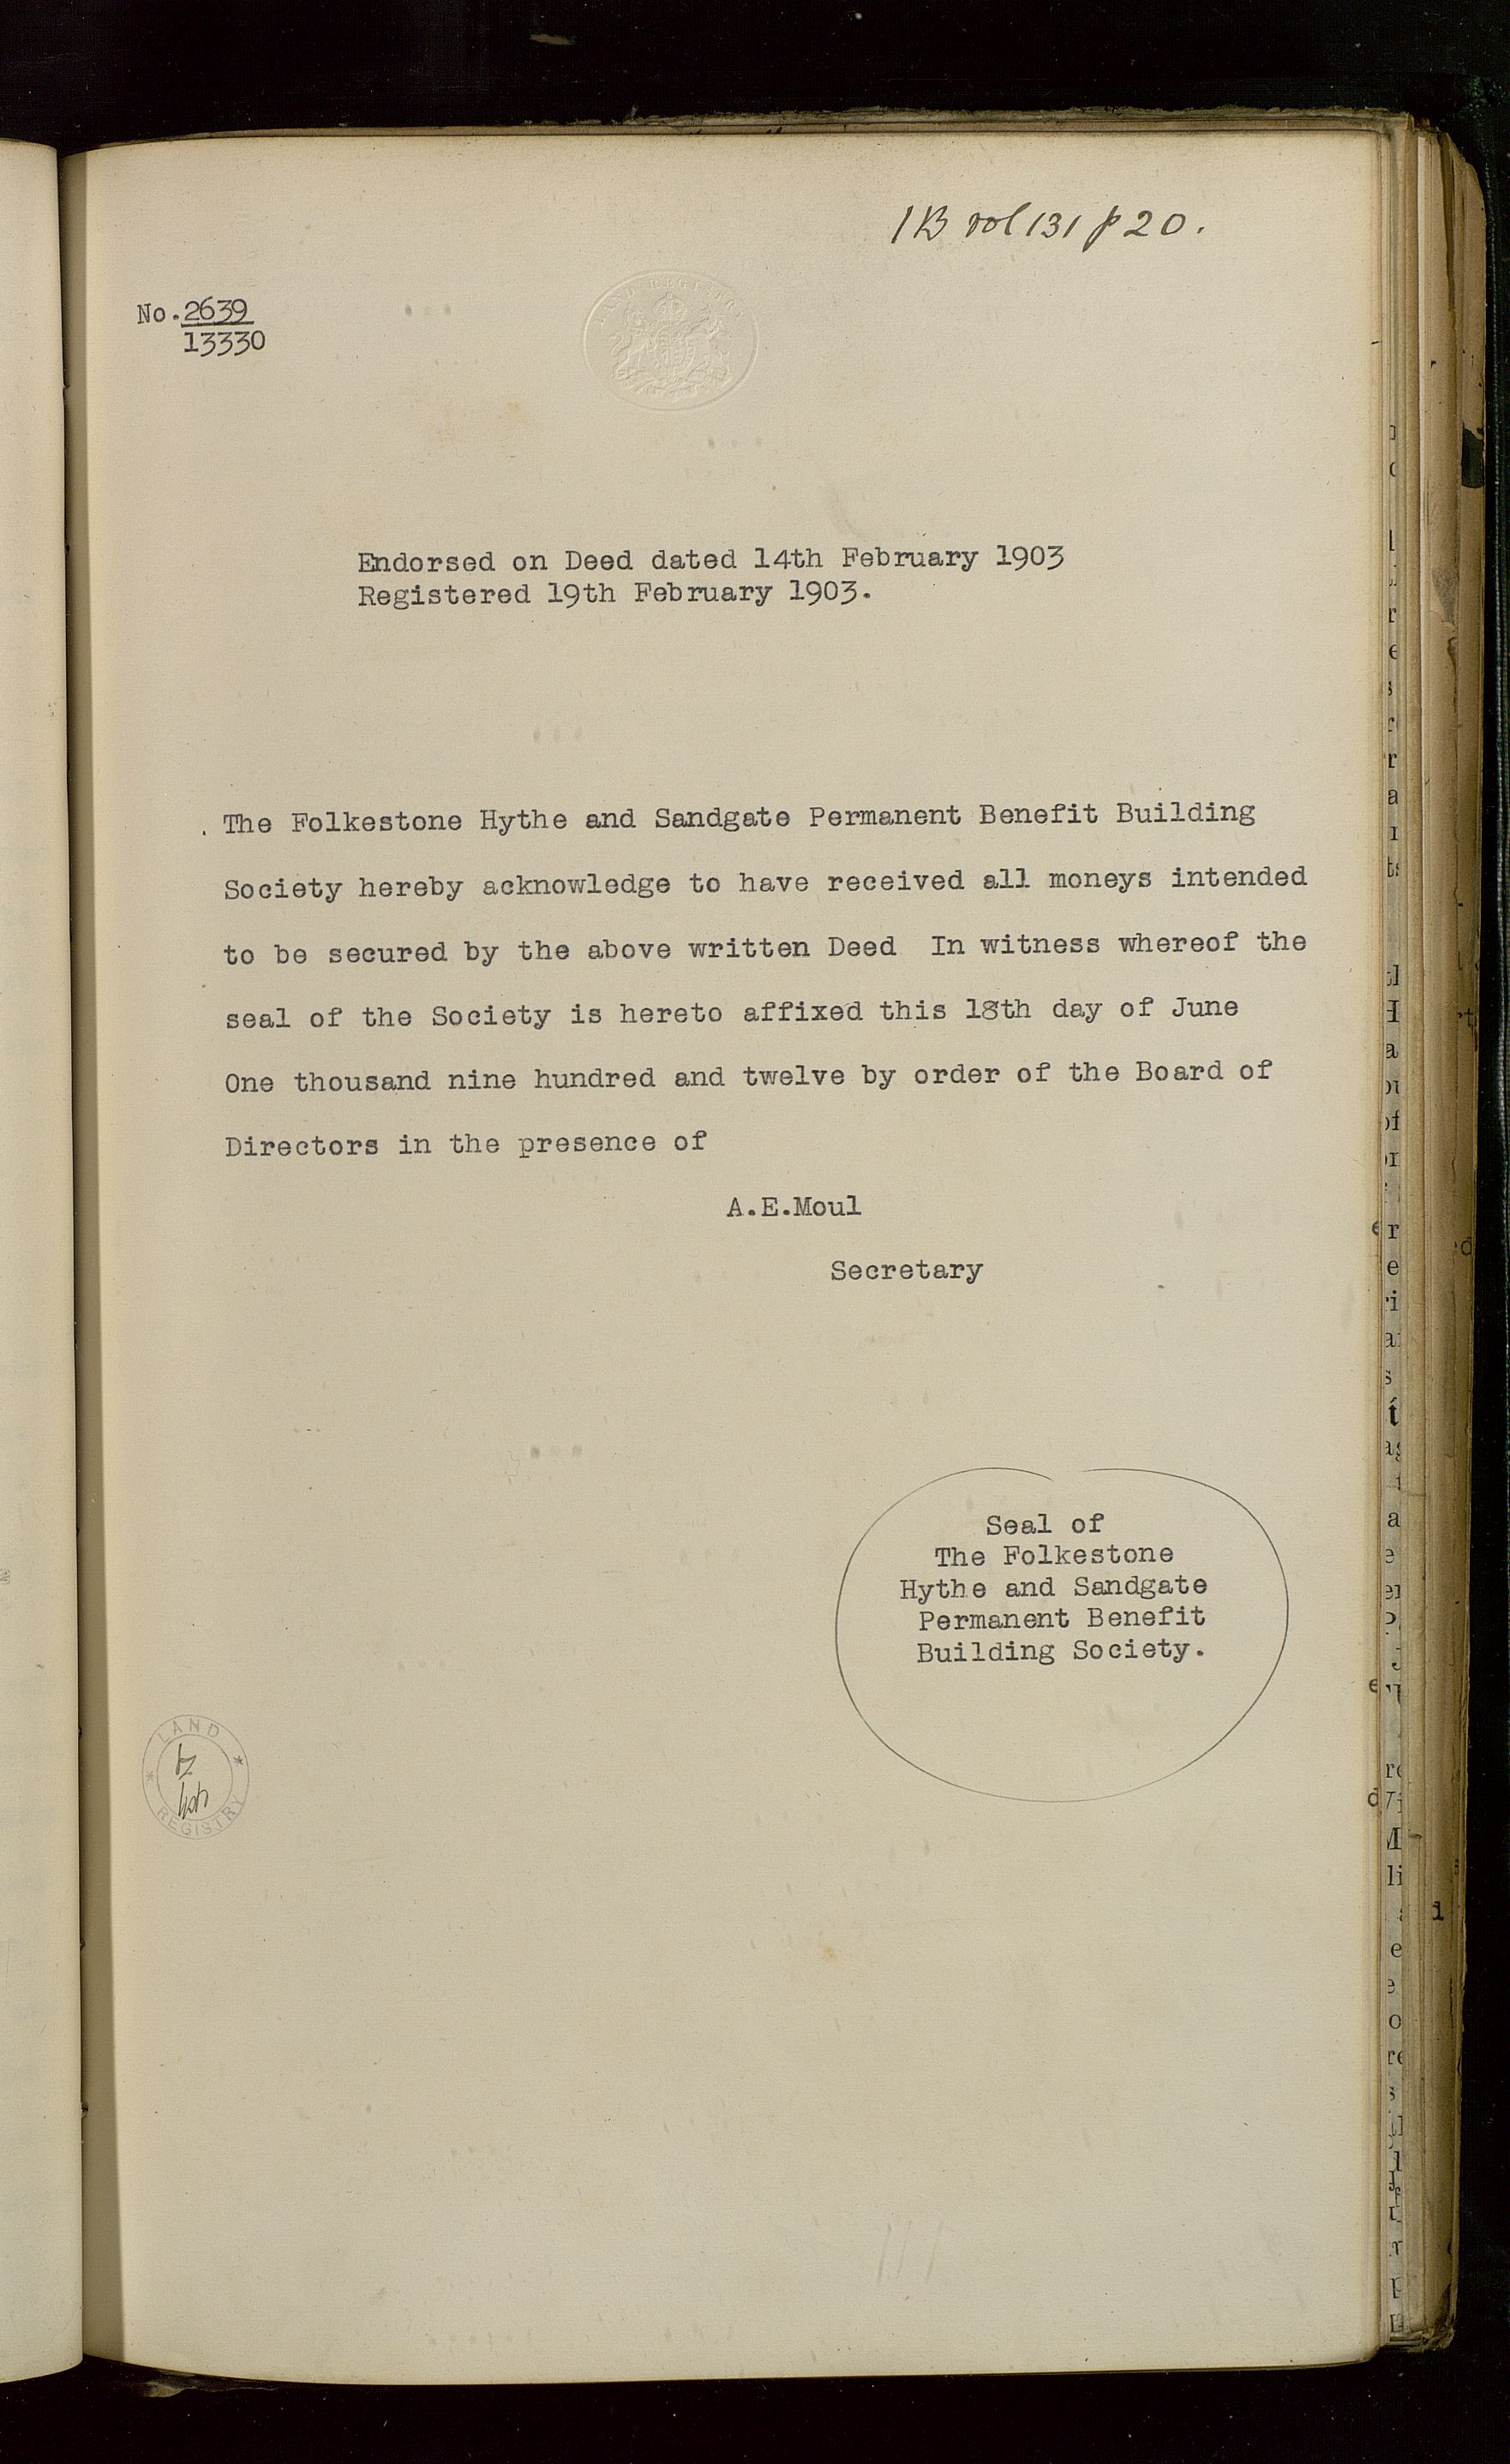 1B vol 131 p 20.
No. 2639
13330
LAND REGISTRY
Endorsed on Deed dated 14th February 1903
Registered 19th February 1903.
The Folkestone Hythe and Sandgate Permanent Benefit Building
Society hereby acknowledge to have received all moneys intended
to be secured by the above written Deed  In witness whereof the
seal of the Society is hereto affixed this 18th day of June
One thousand nine hundred and twelve by order of the Board of
Directors in the presence of
A.E.Moul
Secretary
Seal of
The Folkestone
Hythe and Sandgate
Permanent Benefit
Building Society.
LAND
REGISTRY